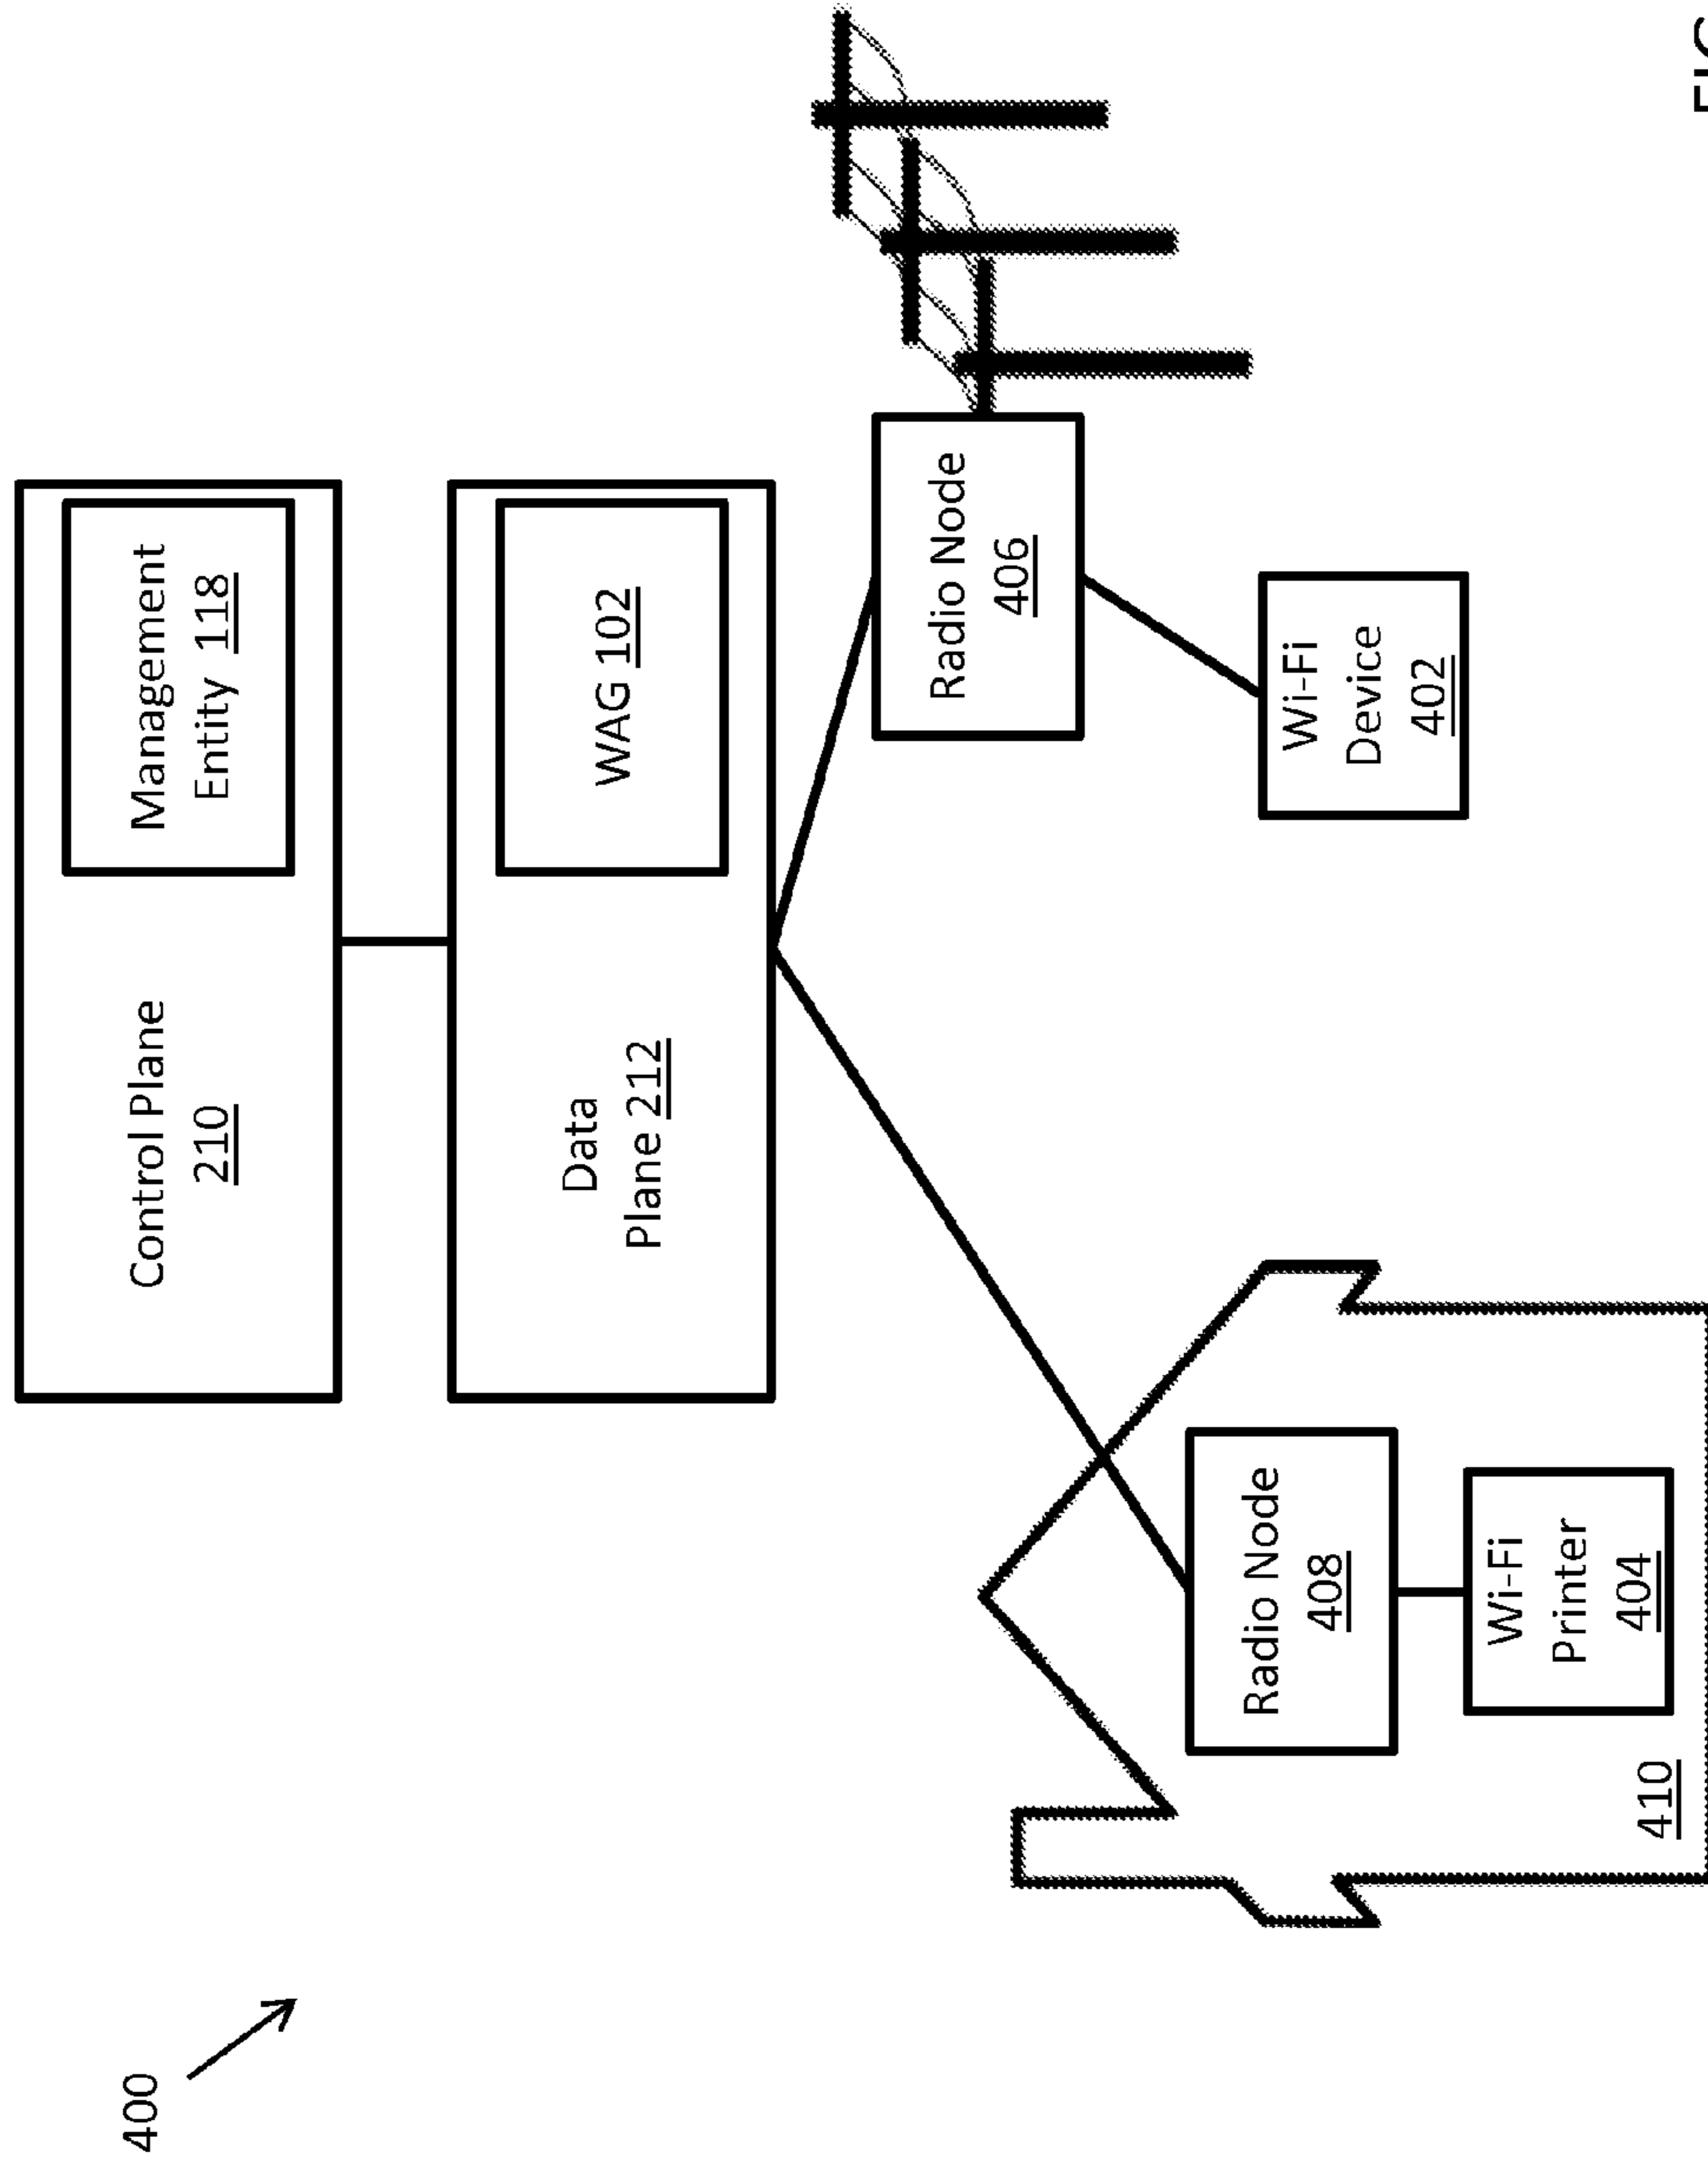 400
Control Plane
210
Management
Entity 118
Data
Plane 212
WAG 102
Radio Node
406
Wi-Fi
Device
402
Radio Node
408
Wi-Fi
Printer
404
410